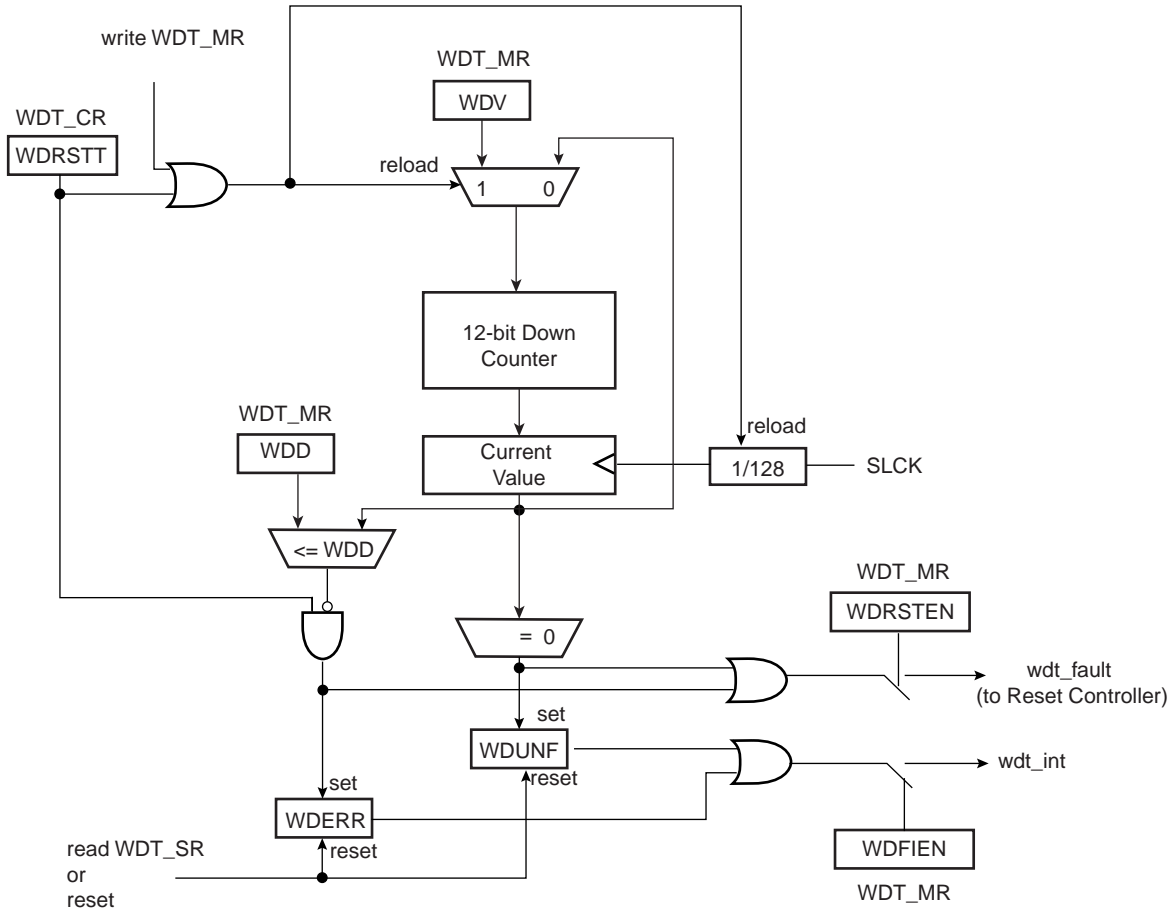 write WDT_MR
WDT_MR
WDV
WDT_CR
WDRSTT
reload
1 0
12-bit Down
Counter
WDT_MR
WDD
Current
Value
reload
1/128
SLCK
<= WDD
WDT_MR
WDRSTEN
= 0
wdt_fault
(to Reset Controller)
set
WDUNF
reset
wdt_int
set
WDERR
reset
read WDT_SR
or
reset
WDFIEN
WDT_MR